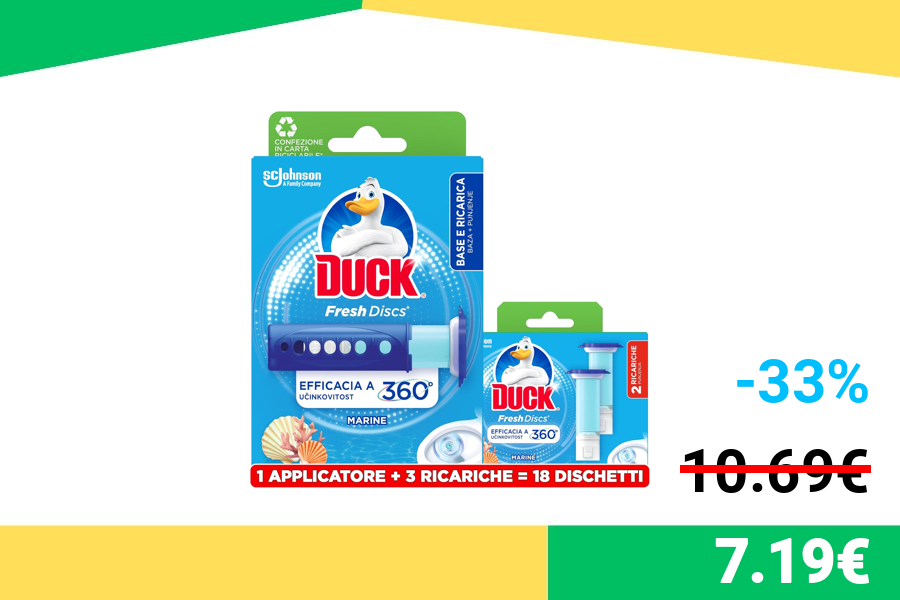 CONFEZIONE
IN CARTA
RICICLABILE*
SCJohnson
A Family Company
BASE E RICARICA
BAZA + PUNJENJE
DUCK
Fresh Discs
EFFICACIA A
UČINKOVITOST
360°
MARINE
2 RICARICHE
DUCK
Fresh Discs
EFFICACIA A
UČINKOVITOST
360°
MARINE
1 APPLICATORE + 3 RICARICHE = 18 DISCHETTI
-33%
10.69€
7.19€